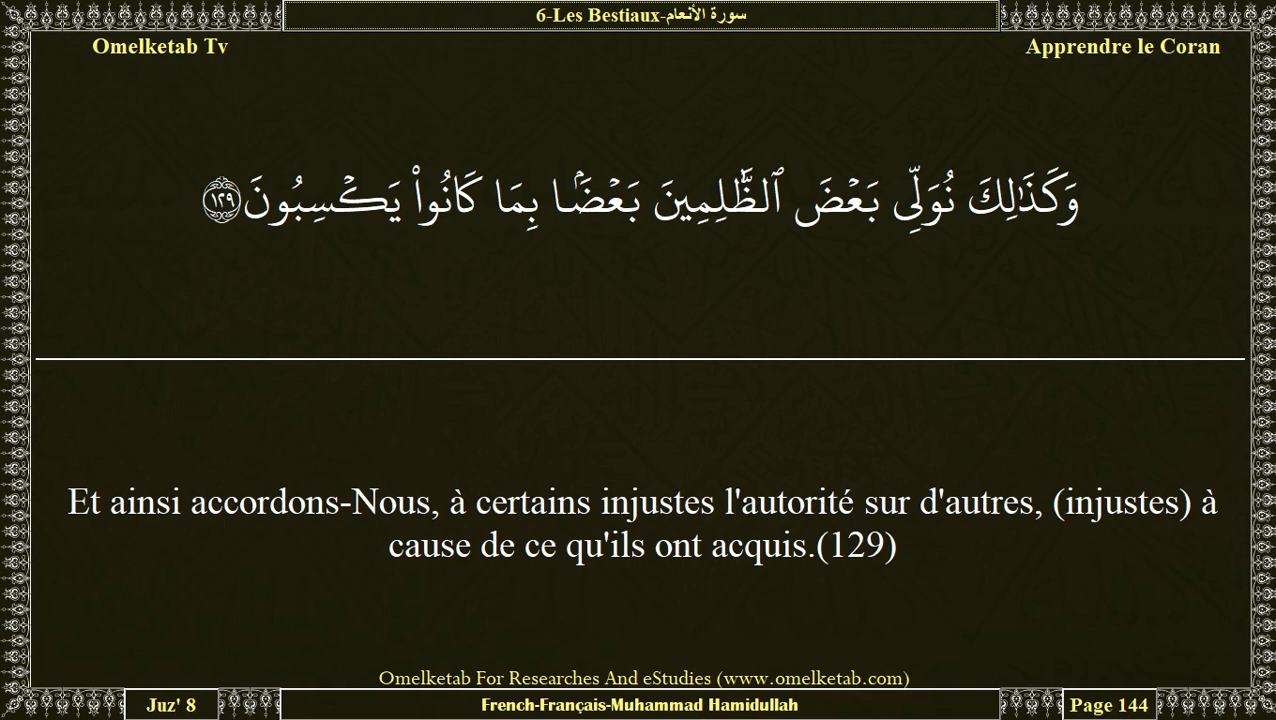 6-Les Bestiaux-سورة الأنعام
Omelketab Tv
Apprendre le Coran
وَكَذَٰلِكَ نُوَلِّي بَعۡضَ ٱلظَّٰلِمِينَ بَعۡضَۢا بِمَا كَانُواْ يَكۡسِبُونَ ١٢٩
Et ainsi accordons-Nous, à certains injustes l'autorité sur d'autres, (injustes) à
cause de ce qu'ils ont acquis.(129)
Omelketab For Researches And eStudies (www.omelketab.com)
Juz' 8
French-Français-Muhammad Hamidullah
Page 144